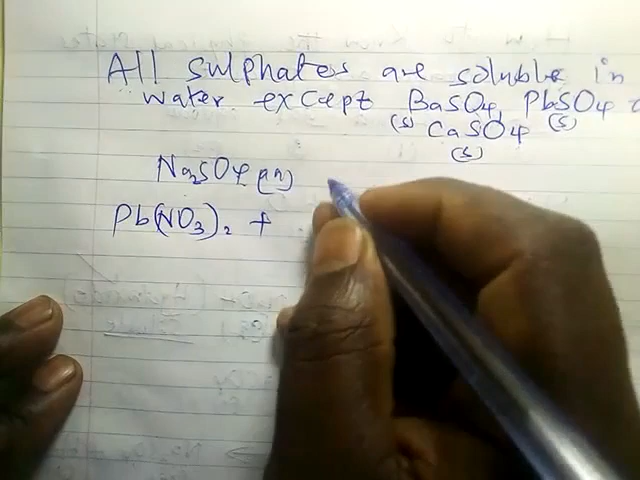 All sulphates are soluble in
water except BaSO4, PbSO4
(s) CaSO4 (s)
(s)
Na2SO4 (aq)
Pb(NO3)2 +